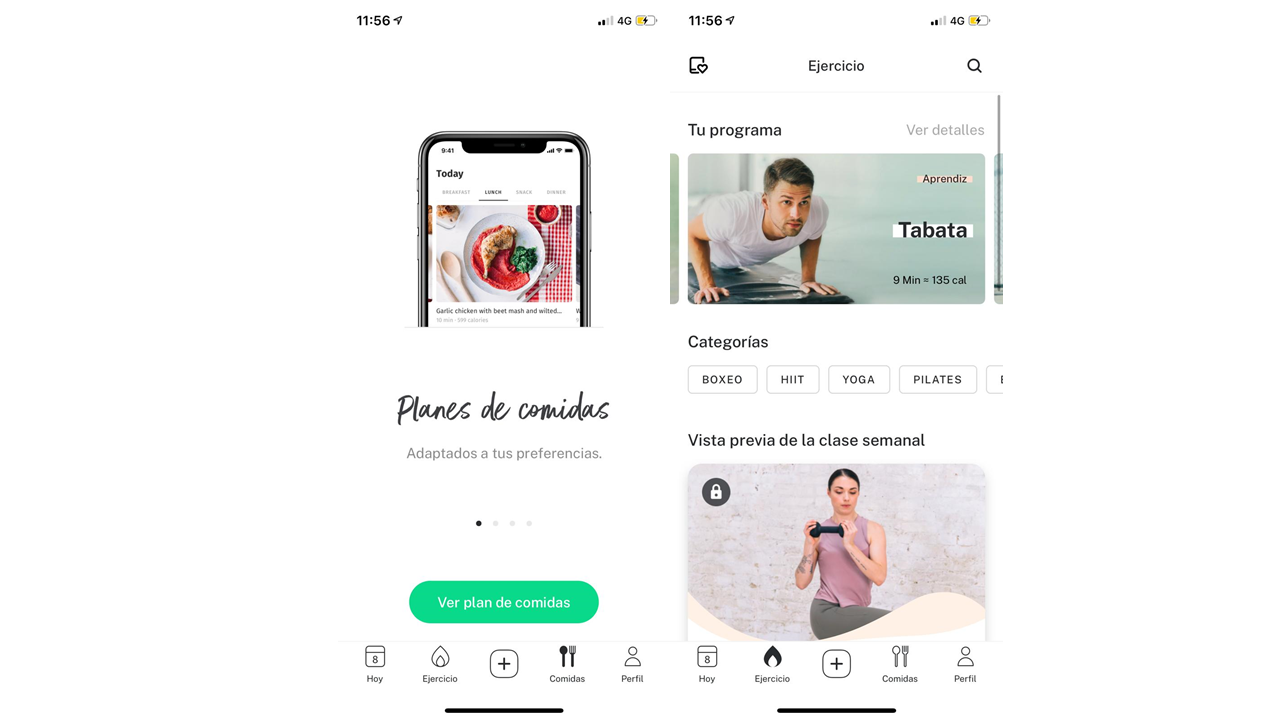 11:56
4G
9:41
Today
BREAKFAST LUNCH SNACK DINNER
Garlic chicken with beet mash and wilted...
10 min · 599 calories
Planes de comidas
Adaptados a tus preferencias.
Ver plan de comidas
8
Hoy Ejercicio Comidas Perfil
11:56
4G
Ejercicio
Tu programa Ver detalles
Aprendiz
Tabata
9 Min = 135 cal
Categorías
BOXEO HIIT YOGA PILATES
Vista previa de la clase semanal
8
Hoy Ejercicio Comidas Perfil